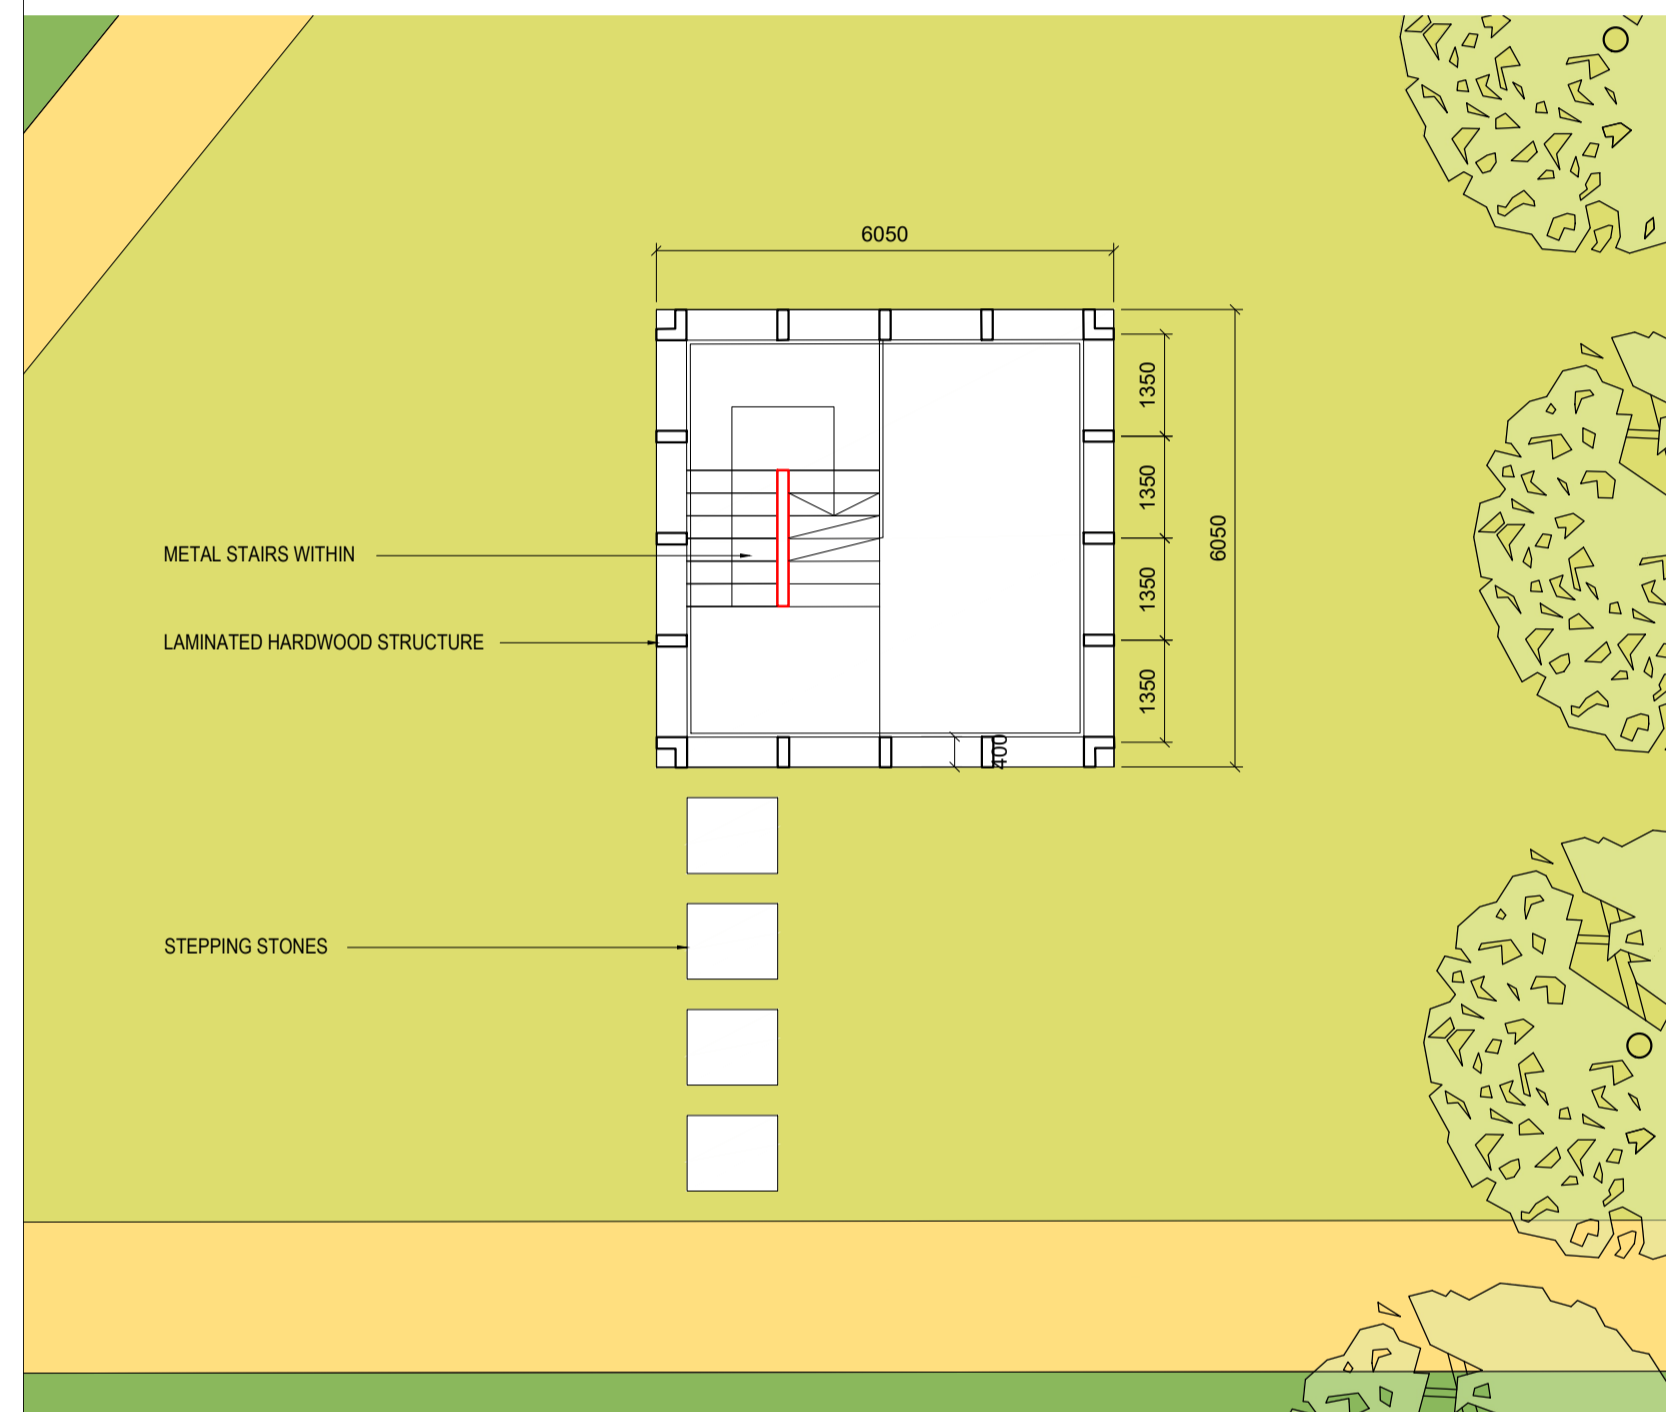 6050
1350
1350
6050
METAL STAIRS WITHIN
1350
LAMINATED HARDWOOD STRUCTURE
1350
400
STEPPING STONES